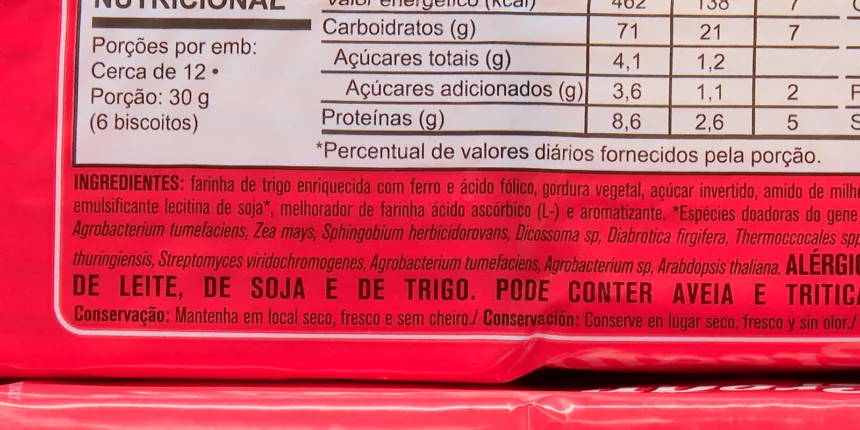 NUTRICIONAL
Porções por emb:
Cerca de 12 •
Porção: 30 g
(6 biscoitos)
Valor energético (kcal) 462 138 7
Carboidratos (g) 71 21 7
Açúcares totais (g) 4,1 1,2
Açúcares adicionados (g) 3,6 1,1 2
Proteínas (g) 8,6 2,6 5
*Percentual de valores diários fornecidos pela porção.
INGREDIENTES: farinha de trigo enriquecida com ferro e ácido fólico, gordura vegetal, açúcar invertido, amido de milh
emulsificante lecitina de soja*, melhorador de farinha ácido ascórbico (L-) e aromatizante. *Espécies doadoras do gene
Agrobacterium tumefaciens, Zea mays, Sphingobium herbicidorovans, Dicossoma sp, Diabrotica firgifera, Thermoccocales spp
thuringiensis, Streptomyces viridochromogenes, Agrobacterium tumefaciens, Agrobacterium sp, Arabdopsis thaliana. ALÉRGIC
DE LEITE, DE SOJA E DE TRIGO. PODE CONTER AVEIA E TRITICA
Conservação: Mantenha em local seco, fresco e sem cheiro./ Conservación: Conserve en lugar seco, fresco y sin olor./